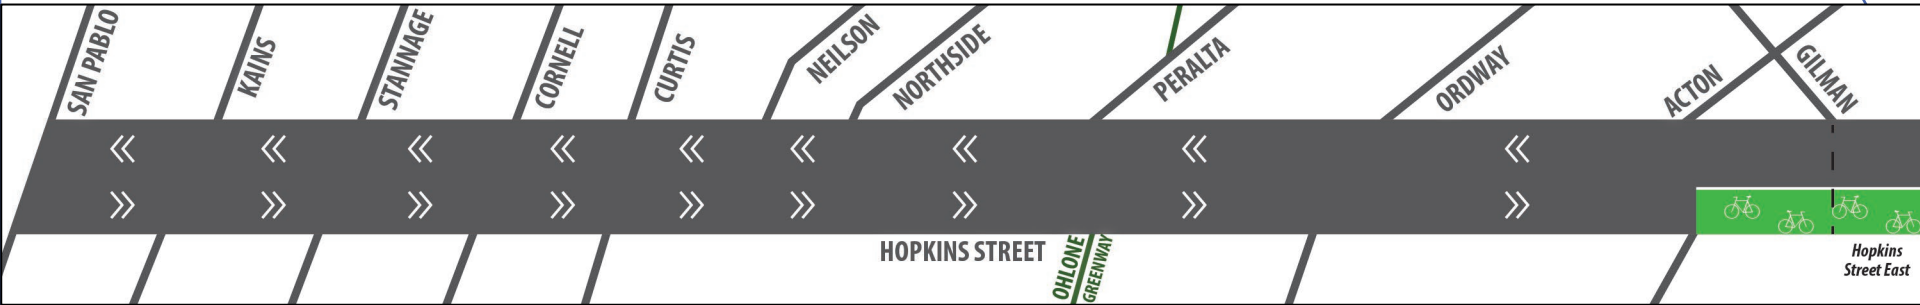 SAN PABLO
KAINS
STANNAGE
CORNELL
CURTIS
NEILSON
NORTHSIDE
PERALTA
ORDWAY
ACTON
GILMAN
HOPKINS STREET
OHLONE
GREENWAY
Hopkins
Street East